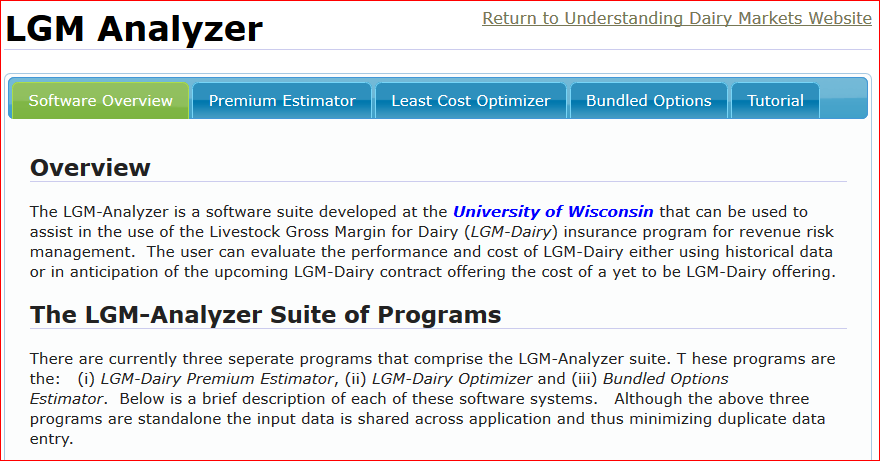 LGM Analyzer
Return to Understanding Dairy Markets Website
Software Overview
Premium Estimator
Least Cost Optimizer
Bundled Options
Tutorial
Overview
The LGM-Analyzer is a software suite developed at the University of Wisconsin that can be used to
assist in the use of the Livestock Gross Margin for Dairy (LGM-Dairy) insurance program for revenue risk
management.  The user can evaluate the performance and cost of LGM-Dairy either using historical data
or in anticipation of the upcoming LGM-Dairy contract offering the cost of a yet to be LGM-Dairy offering.
The LGM-Analyzer Suite of Programs
There are currently three seperate programs that comprise the LGM-Analyzer suite. T hese programs are
the:   (i) LGM-Dairy Premium Estimator, (ii) LGM-Dairy Optimizer and (iii) Bundled Options
Estimator.  Below is a brief description of each of these software systems.   Although the above three
programs are standalone the input data is shared across application and thus minimizing duplicate data
entry.